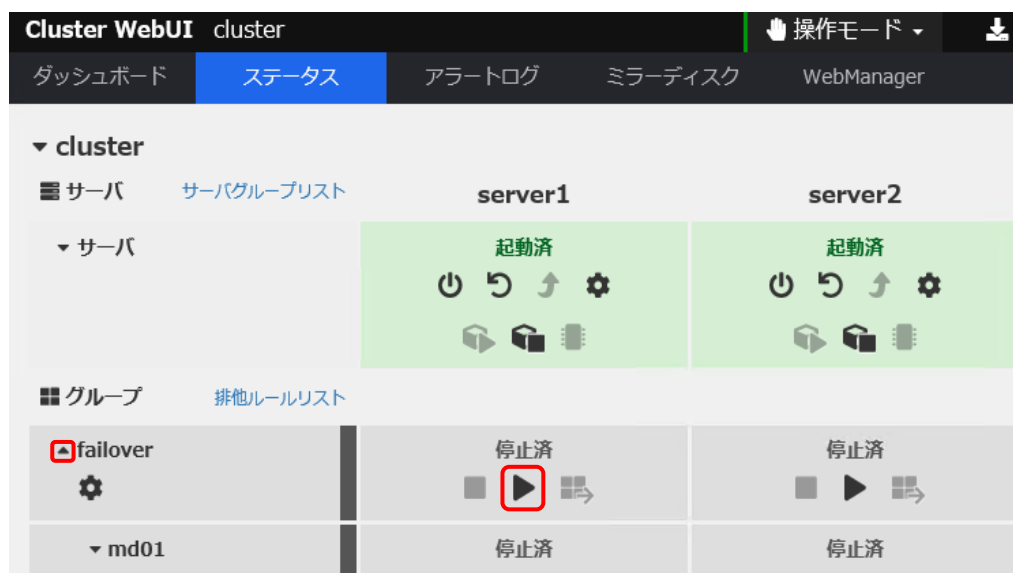 Cluster WebUI cluster 操作モード
ダッシュボード ステータス アラートログ ミラーディスク WebManager
cluster
サーバ サーバグループリスト server1 server2
サーバ 起動済 起動済
グループ 排他ルールリスト
failover 停止済 停止済
md01 停止済 停止済